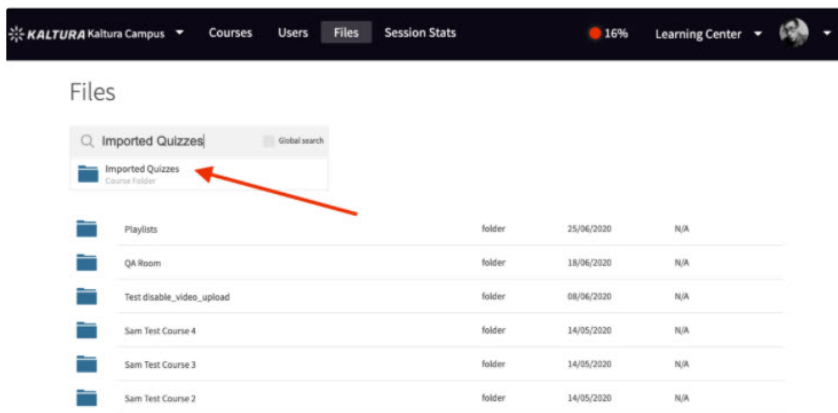 KALTURA Kaltura Campus Courses Users Files Session Stats 16% Learning Center
Files
Imported Quizzes Global search
Imported Quizzes
Course Folder
Playlists folder 25/06/2020 N/A
QA Room folder 18/06/2020 N/A
Test disable_video_upload folder 08/06/2020 N/A
Sam Test Course 4 folder 14/05/2020 N/A
Sam Test Course 3 folder 14/05/2020 N/A
Sam Test Course 2 folder 14/05/2020 N/A